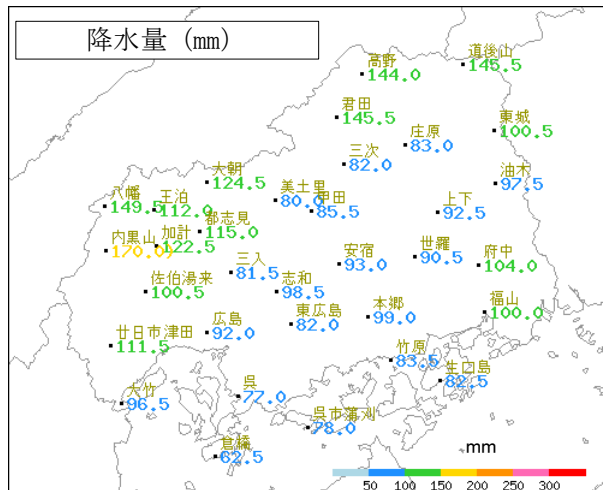 降水量 (mm)
道後山
145.5
高野
144.0
君田
145.5
東城
100.5
庄原
83.0
三次
82.0
油木
97.5
大朝
124.5
八幡
149.5
王泊
112.0
美土里
80.0
甲田
85.5
上下
92.5
都志見
115.0
内黒山
170.0)
加計
122.5
三入
81.5
安宿
93.0
世羅
90.5
府中
104.0
佐伯湯来
100.5
志和
98.5
東広島
82.0
本郷
99.0
福山
100.0
広島
92.0
廿日市津田
111.5
竹原
83.5
生口島
82.5
大竹
96.5
呉
77.0
呉市蒲刈
78.0
倉橋
82.5
mm
50 100 150 200 250 300